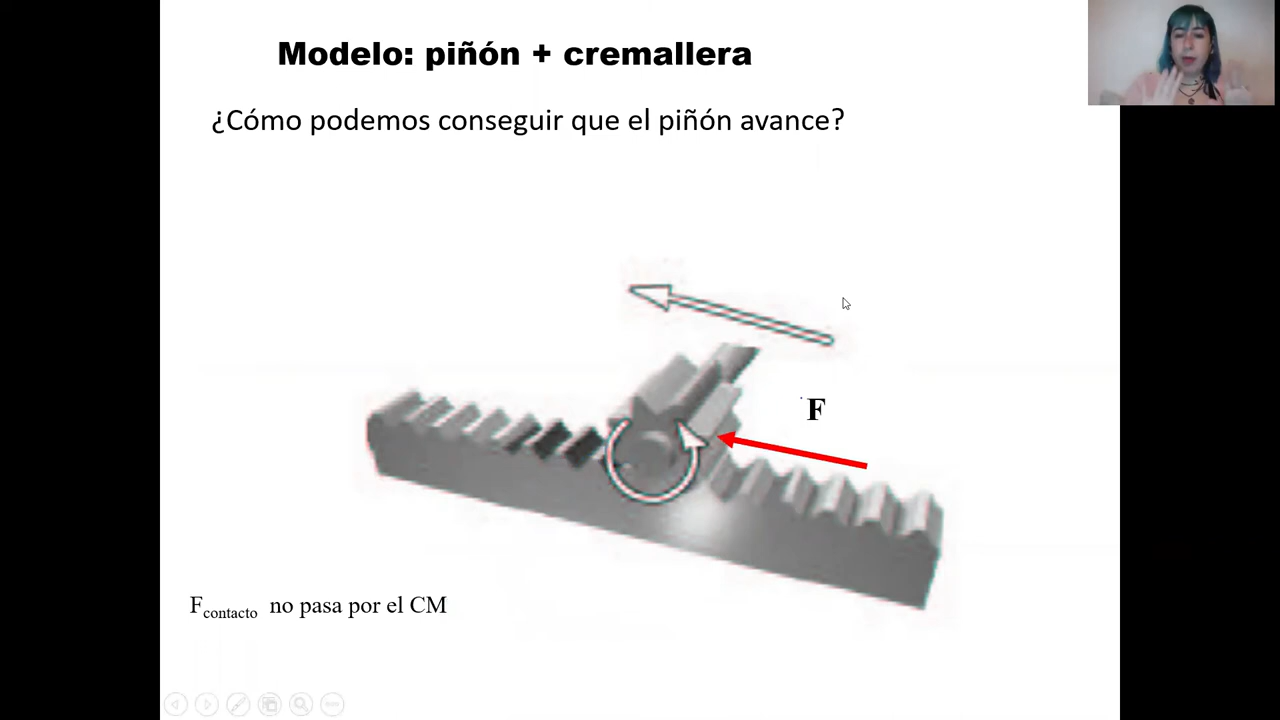 Modelo: piñón + cremallera
¿Cómo podemos conseguir que el piñón avance?
F
Fcontacto no pasa por el CM